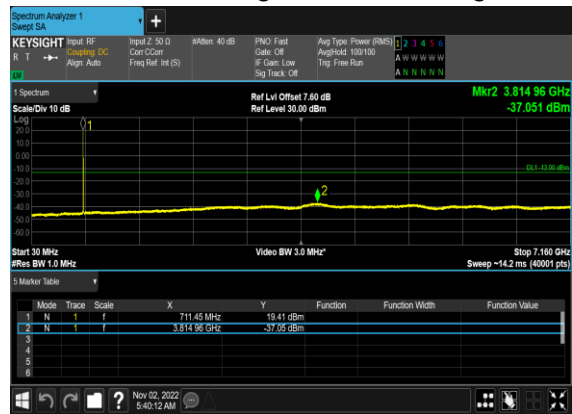 Spectrum Analyzer 1
Swept SA
+
KEYSIGHT Input: RF Input Z: 50 Ω #Atten: 40 dB PNO: Fast Avg Type: Power (RMS) 1 2 3 4 5 6
R T Coupling: DC Corr CCorr Gate: Off Avg|Hold: 100/100 A W W W W W
Align: Auto Freq Ref: Int (S) IF Gain: Low Trig: Free Run
Sig Track: Off A N N N N N
LW
1 Spectrum Ref Lvl Offset 7.60 dB Mkr2 3.814 96 GHz
Scale/Div 10 dB Ref Level 30.00 dBm -37.051 dBm
Log
20.0 1
10.0
0.00
-10.0 DL1 -13.00 dBm
-20.0
-30.0 2
-40.0
-50.0
-60.0
Start 30 MHz Video BW 3.0 MHz* Stop 7.160 GHz
#Res BW 1.0 MHz Sweep ~14.2 ms (40001 pts)
5 Marker Table
Mode Trace Scale X Y Function Function Width Function Value
1 N 1 f 711.45 MHz 19.41 dBm
2 N 1 f 3.814 96 GHz -37.05 dBm
3
4
5
6
? Nov 02, 2022
5:40:12 AM